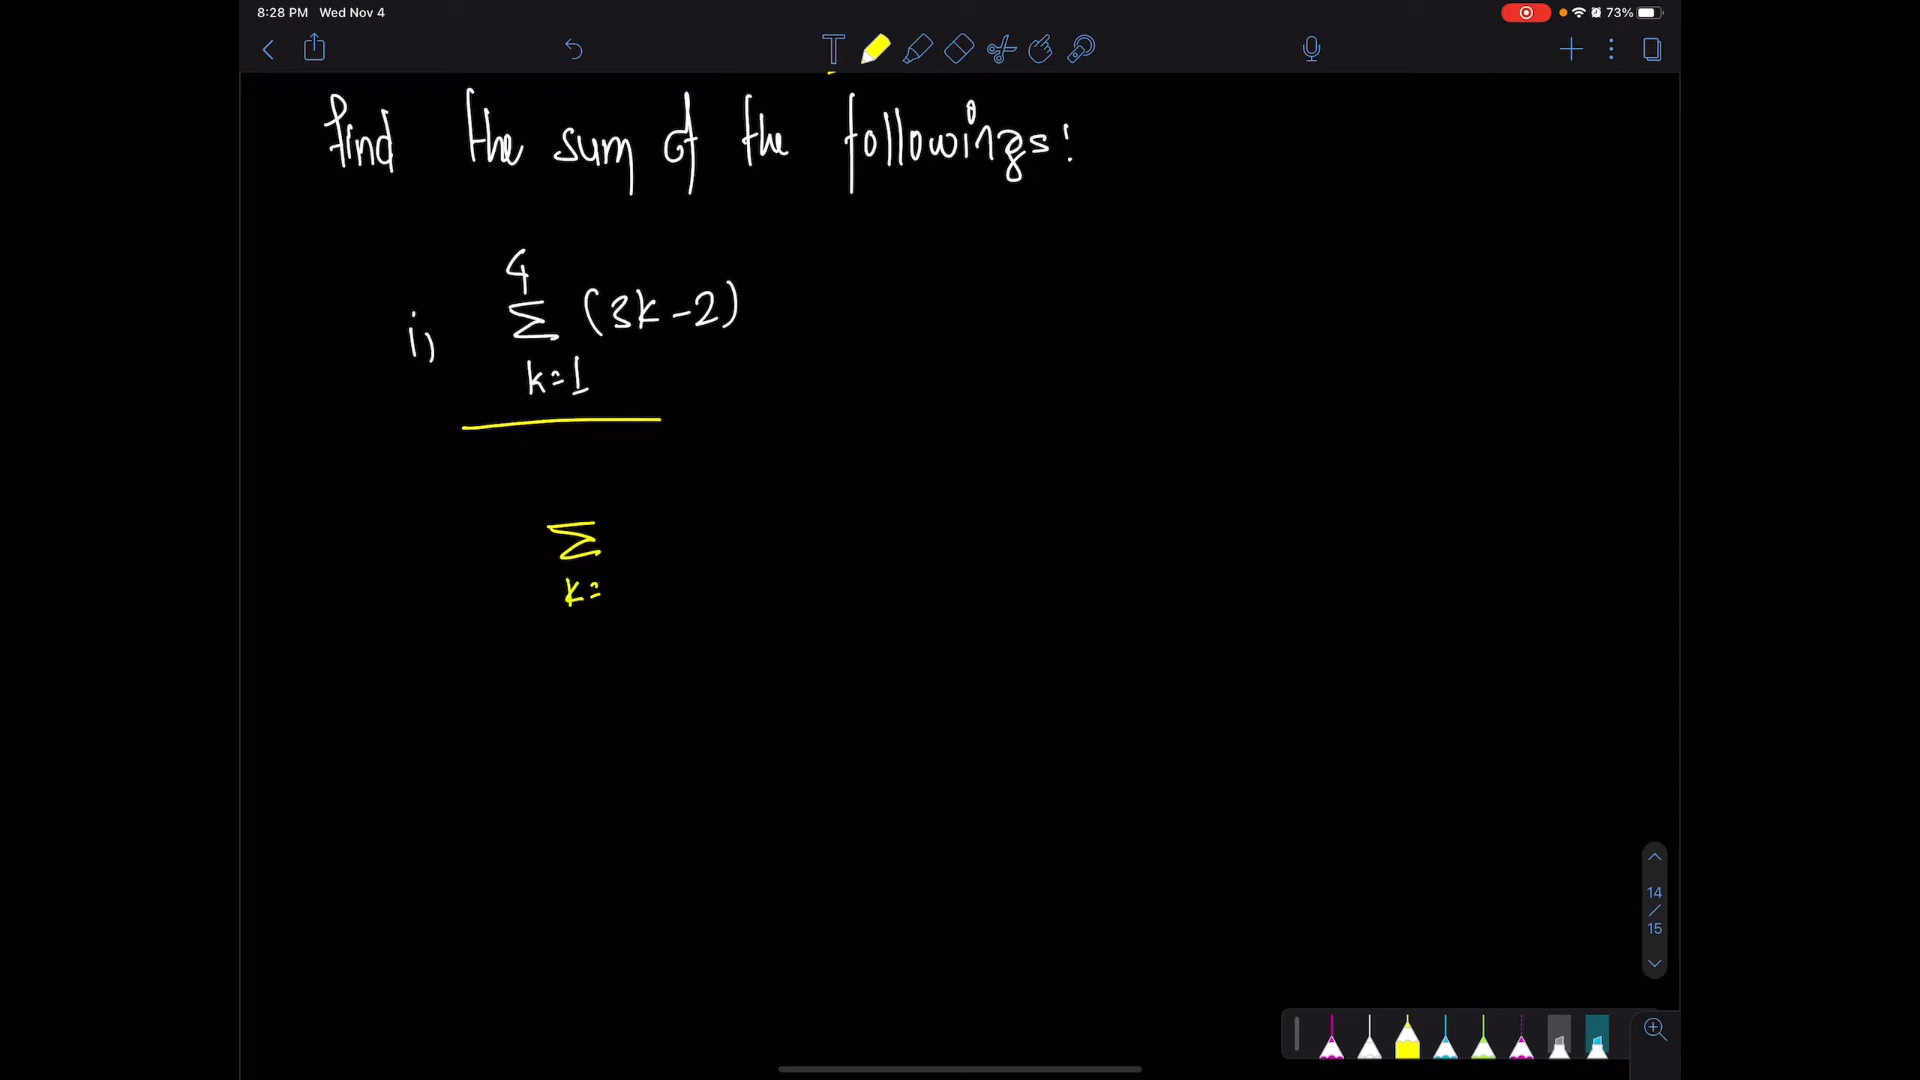 8:28 PM Wed Nov 4
73%
find the sum of the followings:
4
i, Σ (3k-2)
k=1
Σ
k=
14
/
15